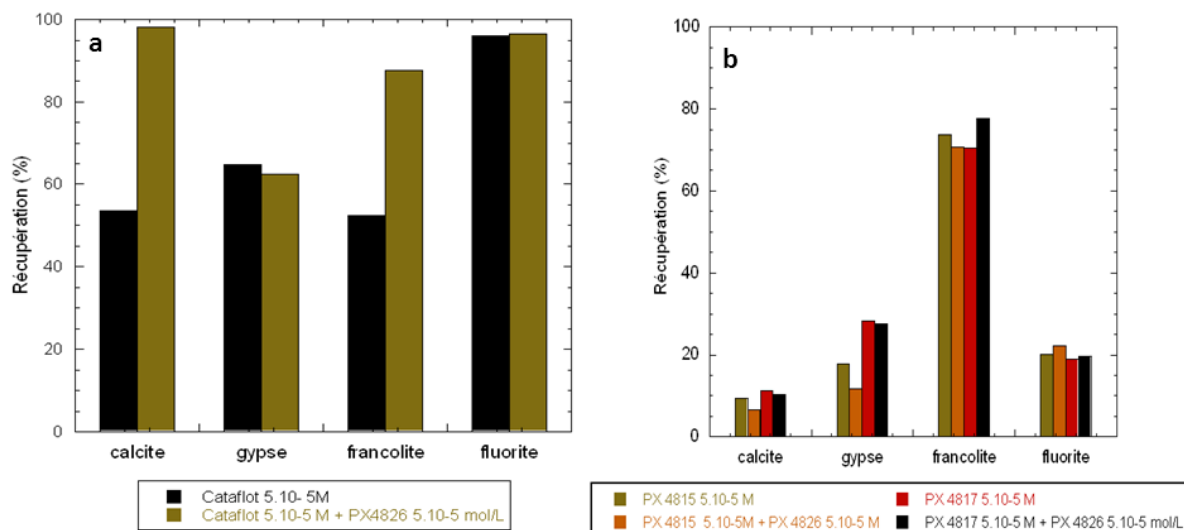 a
Récupération (%)
100
80
60
40
20
0
calcite gypse francolite fluorite
Cataflot 5.10- 5M
Cataflot 5.10-5 M + PX4826 5.10-5 mol/L
b
Récupération (%)
100
80
60
40
20
0
calcite gypse francolite fluorite
PX 4815 5.10-5 M PX 4817 5.10-5 M
PX 4815 5.10-5M + PX 4826 5.10-5 M PX 4817 5.10-5 M + PX 4826 5.10-5 mol/L